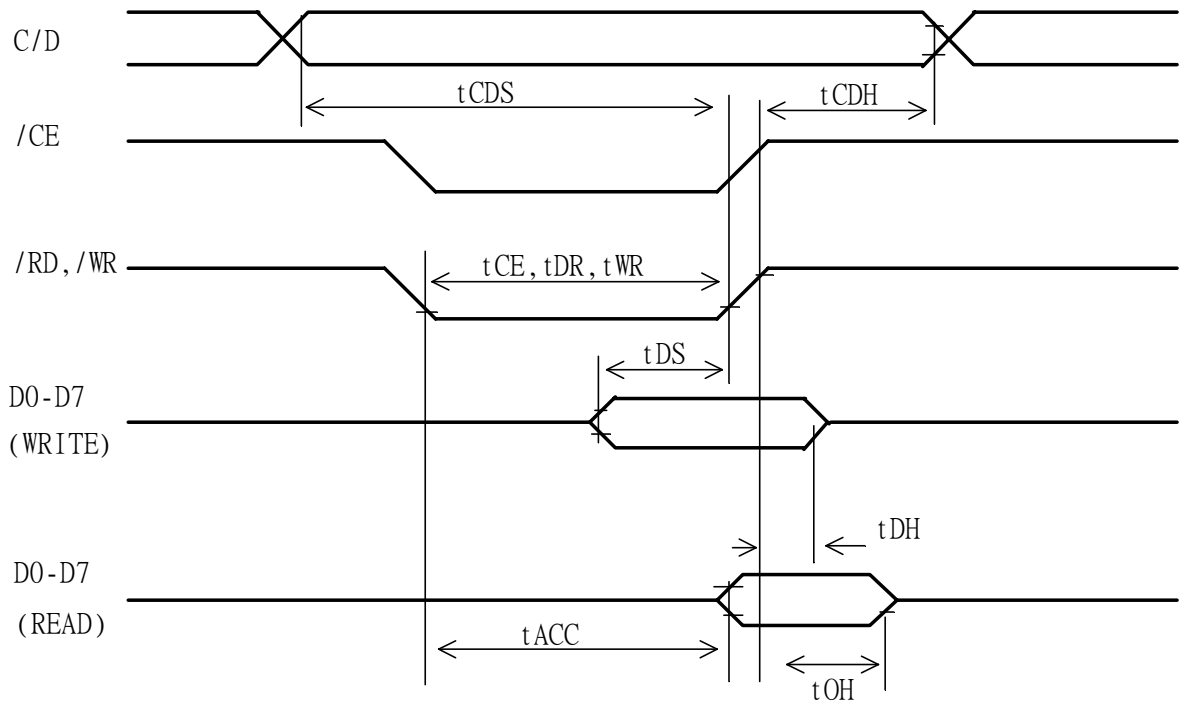 C/D
tCDS
tCDH
/CE
/RD,/WR
tCE,tDR,tWR
tDS
D0-D7
(WRITE)
tDH
D0-D7
(READ)
tACC
tOH